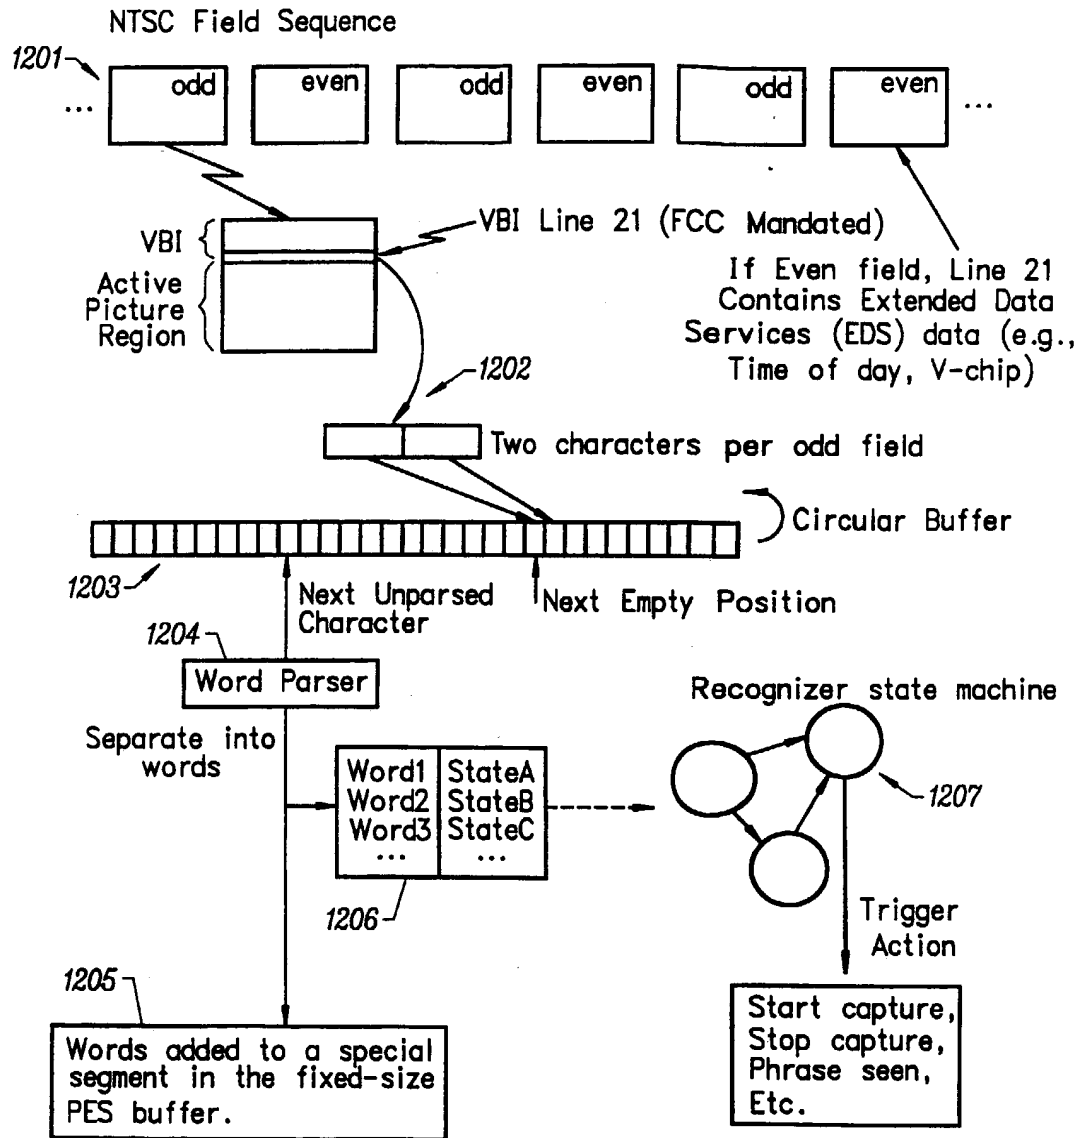 NTSC Field Sequence
1201
... odd even odd even odd even ...
VBI
VBI Line 21 (FCC Mandated)
Active
Picture
Region
If Even field, Line 21
Contains Extended Data
Services (EDS) data (e.g.,
Time of day, V-chip)
1202
Two characters per odd field
Circular Buffer
1203
Next Unparsed
Character
Next Empty Position
1204
Word Parser
Separate into
words
Recognizer state machine
Word1 StateA
Word2 StateB
Word3 StateC
... ...
1206
1207
Trigger
Action
1205
Words added to a special
segment in the fixed-size
PES buffer.
Start capture,
Stop capture,
Phrase seen,
Etc.